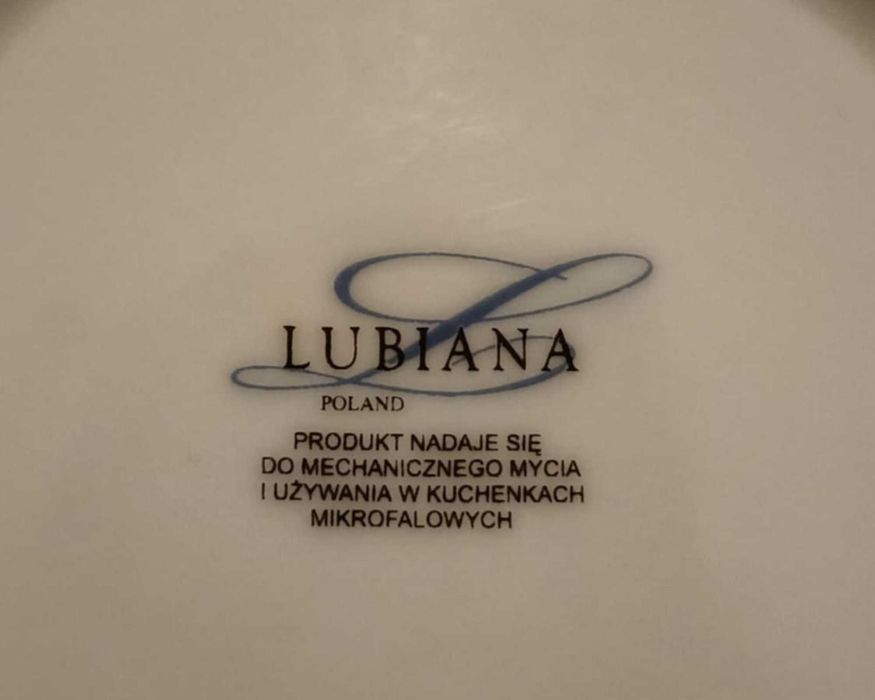 LUBIANA
POLAND
PRODUKT NADAJE SIĘ
DO MECHANICZNEGO MYCIA
I UŻYWANIA W KUCHENKACH
MIKROFALOWYCH